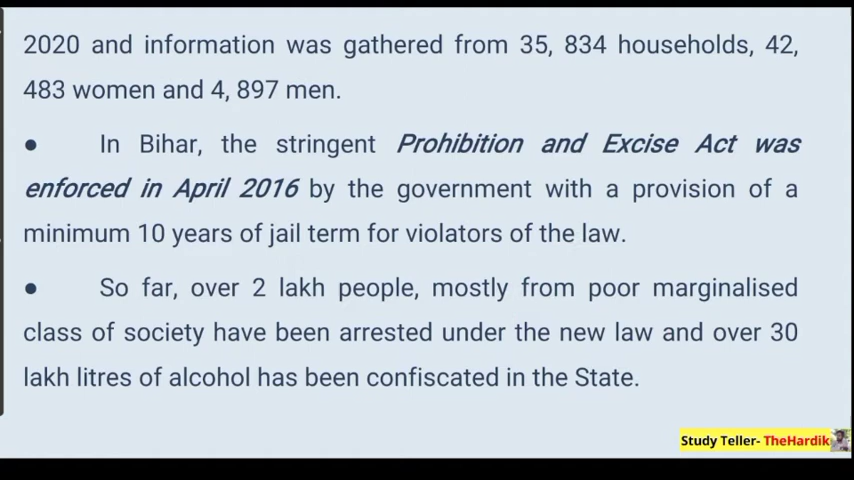 2020 and information was gathered from 35, 834 households, 42,
483 women and 4, 897 men.
● In Bihar, the stringent Prohibition and Excise Act was
enforced in April 2016 by the government with a provision of a
minimum 10 years of jail term for violators of the law.
● So far, over 2 lakh people, mostly from poor marginalised
class of society have been arrested under the new law and over 30
lakh litres of alcohol has been confiscated in the State.
Study Teller- TheHardik